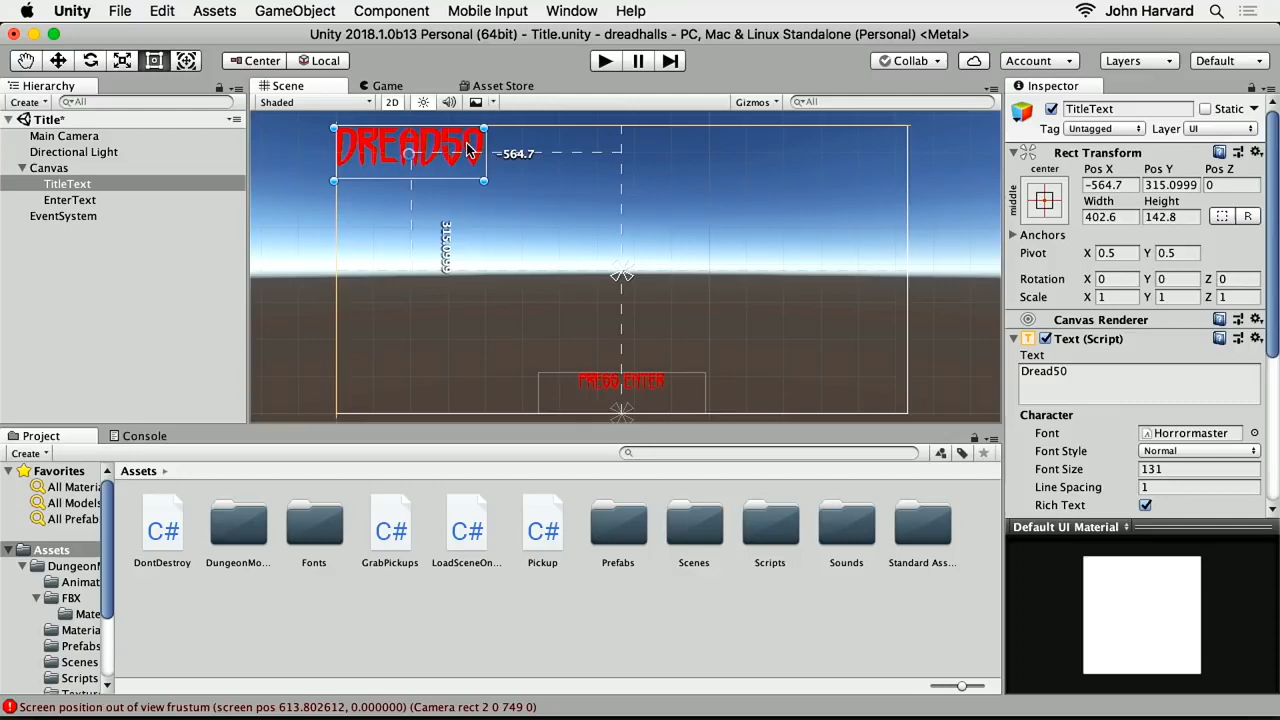 Unity File Edit Assets GameObject Component Mobile Input Window Help John Harvard
Unity 2018.1.0b13 Personal (64bit) - Title.unity - dreadhalls - PC, Mac & Linux Standalone (Personal) <Metal>
Center Local Collab Account Layers Default
Hierarchy Scene Game Asset Store Inspector
Create All Shaded 2D Gizmos All
TitleText Static
Tag Untagged Layer UI
Title*
Main Camera
Directional Light
Canvas
TitleText
EnterText
EventSystem
DREAD50
-564.7
315.0999
PRESS ENTER
Rect Transform
center Pos X Pos Y Pos Z
middle -564.7 315.0999 0
Width Height
402.6 142.8 R
Anchors
Pivot X 0.5 Y 0.5
Rotation X 0 Y 0 Z 0
Scale X 1 Y 1 Z 1
Canvas Renderer
Text (Script)
Text
Dread50
Character
Font Horrormaster
Font Style Normal
Font Size 131
Line Spacing 1
Rich Text
Default UI Material
Project Console
Create
Favorites
All Materi
All Models
All Prefab
Assets
DungeonM
Animat
FBX
Mate
Materia
Prefabs
Scenes
Scripts
Assets
C# C# C# C#
DontDestroy DungeonMo... Fonts GrabPickups LoadSceneOn... Pickup Prefabs Scenes Scripts Sounds Standard Ass...
Screen position out of view frustum (screen pos 613.802612, 0.000000) (Camera rect 2 0 749 0)